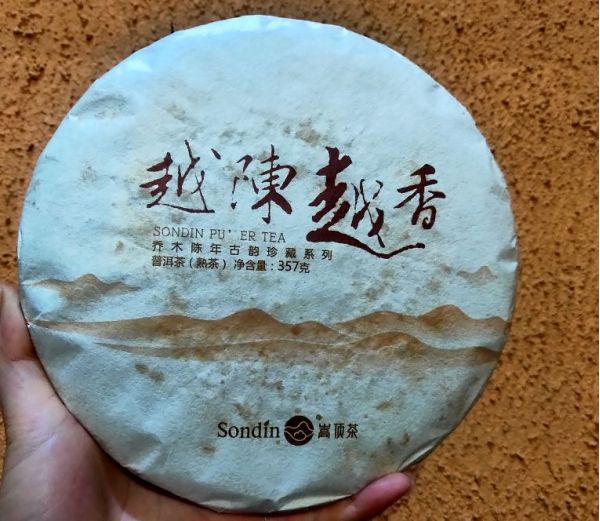 越陳越香
SONDIN PU'ER TEA
乔木陈年古韵珍藏系列
普洱茶（熟茶）净含量：357克
Sondin ® 嵩顶茶